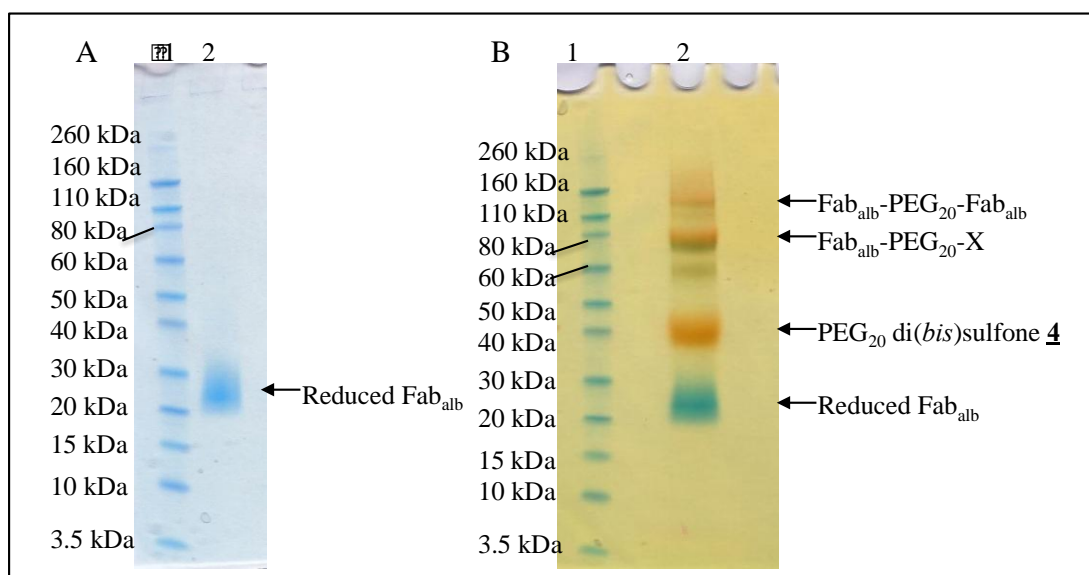 A 1 2
260 kDa
160 kDa
110 kDa
80 kDa
60 kDa
50 kDa
40 kDa
30 kDa
20 kDa
15 kDa
10 kDa
3.5 kDa
Reduced Fabalb
B 1 2
260 kDa
160 kDa
110 kDa
80 kDa
60 kDa
50 kDa
40 kDa
30 kDa
20 kDa
15 kDa
10 kDa
3.5 kDa
Fabalb-PEG20-Fabalb
Fabalb-PEG20-X
PEG20 di(bis)sulfone 4
Reduced Fabalb